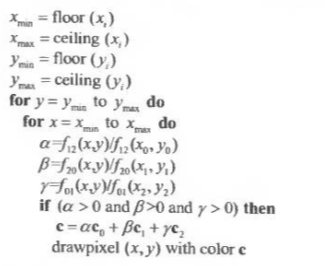 x_min = floor (x_i)
x_max = ceiling (x_i)
y_min = floor (y_i)
y_max = ceiling (y_i)
for y = y_min to y_max do
for x = x_min to x_max do
α=f_12(x,y)/f_12(x_0, y_0)
β=f_20(x,y)/f_20(x_1, y_1)
γ=f_01(x,y)/f_01(x_2, y_2)
if (α > 0 and β>0 and γ > 0) then
c = αc_0 + βc_1 + γc_2
drawpixel (x, y) with color c